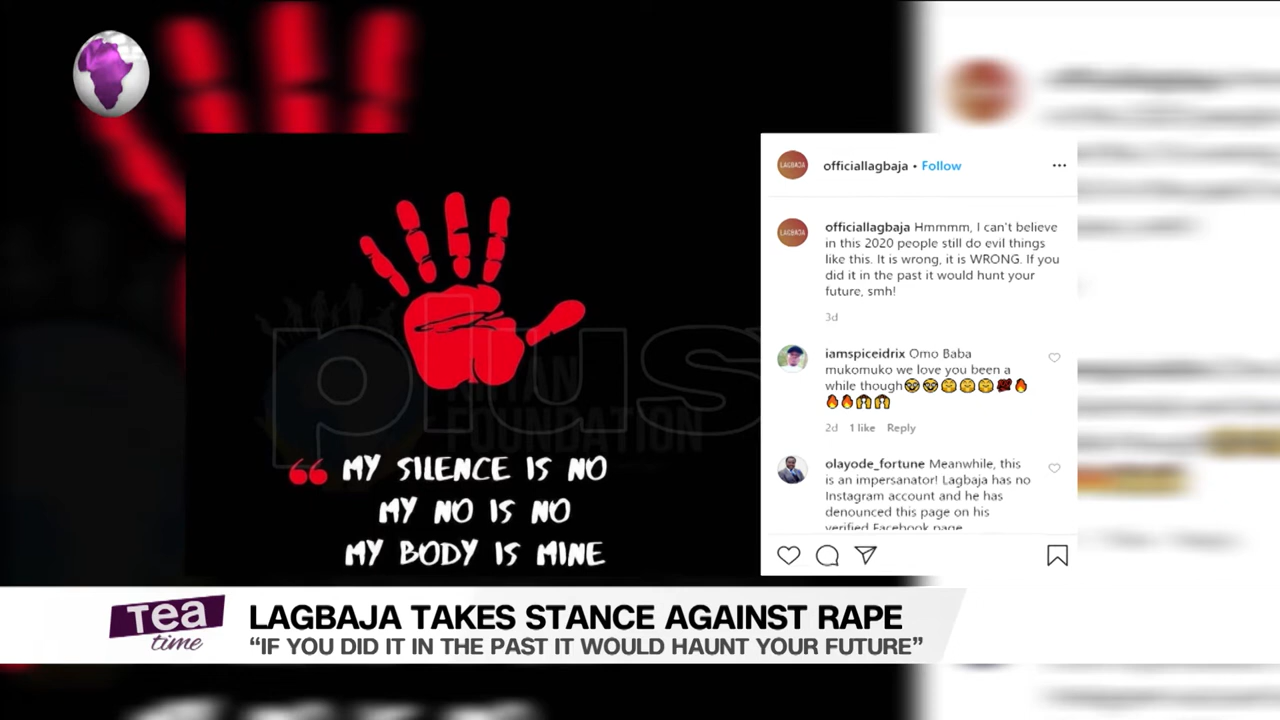 LAGBAJA
officiallagbaja • Follow
LAGBAJA
officiallagbaja Hmmmm, I can't believe
in this 2020 people still do evil things
like this. It is wrong, it is WRONG. If you
did it in the past it would hunt your
future, smh!
3d
iamspiceidrix Omo Baba
mukomuko we love you been a
while though
2d 1 like Reply
olayode_fortune Meanwhile, this
is an impersanator! Lagbaja has no
Instagram account and he has
denounced this page on his
verified Facebook page
plus
FOUNDATION
“ MY SILENCE IS NO
MY NO IS NO
MY BODY IS MINE
Tea
time
LAGBAJA TAKES STANCE AGAINST RAPE
“IF YOU DID IT IN THE PAST IT WOULD HAUNT YOUR FUTURE”